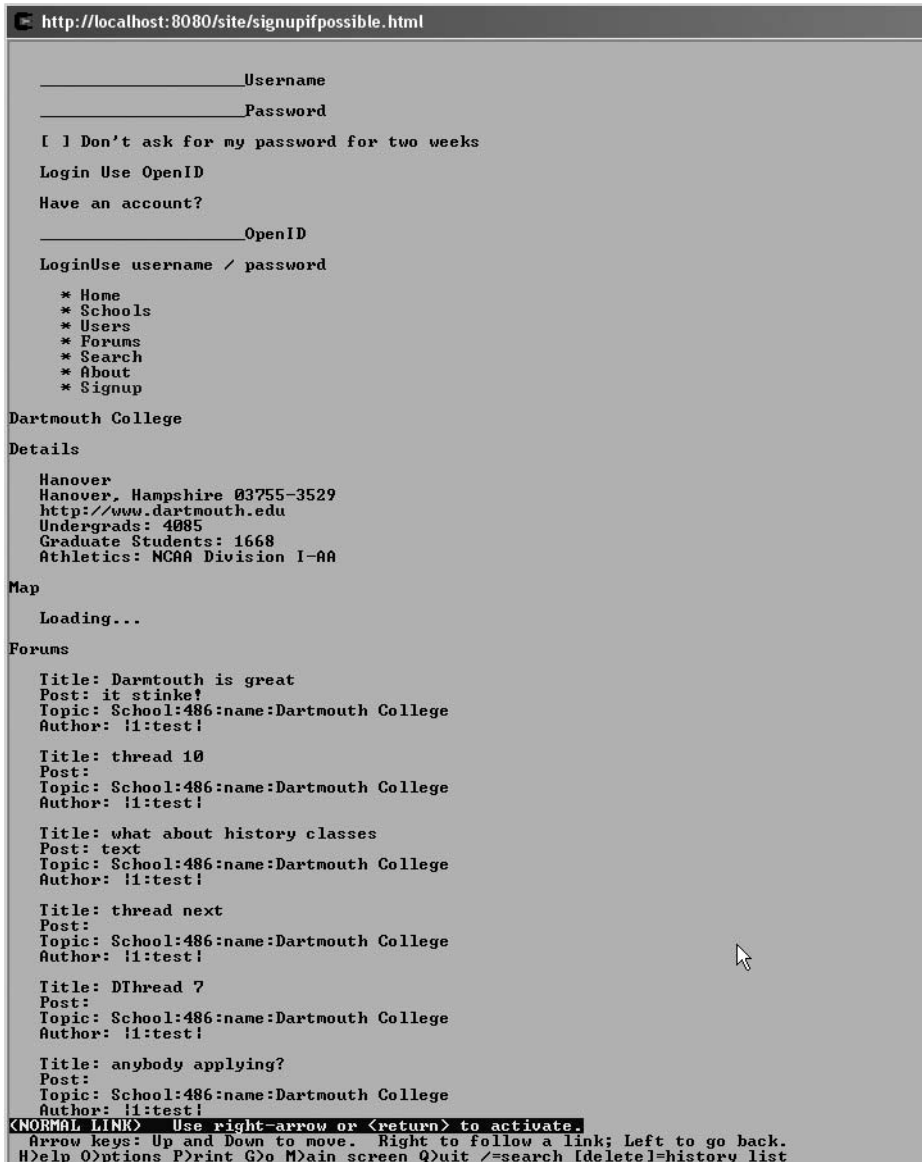 http://localhost:8080/site/signupifpossible.html
____________________Username
____________________Password
[ ] Don't ask for my password for two weeks
Login Use OpenID
Have an account?
____________________OpenID
LoginUse username / password
* Home
* Schools
* Users
* Forums
* Search
* About
* Signup
Dartmouth College
Details
Hanover
Hanover, Hampshire 03755-3529
http://www.dartmouth.edu
Undergrads: 4085
Graduate Students: 1668
Athletics: NCAA Division I-AA
Map
Loading...
Forums
Title: Darmtouth is great
Post: it stinke!
Topic: School:486:name:Dartmouth College
Author: |1:test|
Title: thread 10
Post:
Topic: School:486:name:Dartmouth College
Author: |1:test|
Title: what about history classes
Post: text
Topic: School:486:name:Dartmouth College
Author: |1:test|
Title: thread next
Post:
Topic: School:486:name:Dartmouth College
Author: |1:test|
Title: DThread 7
Post:
Topic: School:486:name:Dartmouth College
Author: |1:test|
Title: anybody applying?
Post:
Topic: School:486:name:Dartmouth College
Author: |1:test|
(NORMAL LINK) Use right-arrow or <return> to activate.
Arrow keys: Up and Down to move. Right to follow a link; Left to go back.
H)elp O)ptions P)rint G)o M)ain screen Q)uit /=search [delete]=history list